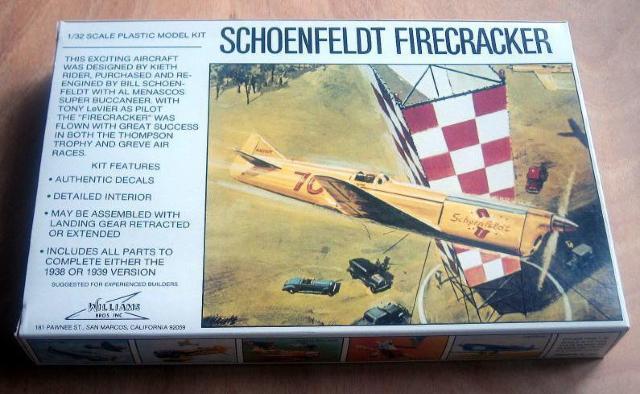 1/32 SCALE PLASTIC MODEL KIT
SCHOENFELDT FIRECRACKER
THIS EXCITING AIRCRAFT
WAS DESIGNED BY KIETH
RIDER, PURCHASED AND RE-
ENGINED BY BILL SCHOEN-
FELDT WITH AL MENASCOS
SUPER BUCCANEER. WITH
TONY LeVIER AS PILOT
THE "FIRECRACKER" WAS
FLOWN WITH GREAT SUCCESS
IN BOTH THE THOMPSON
TROPHY AND GREVE AIR
RACES.
KIT FEATURES
• AUTHENTIC DECALS
• DETAILED INTERIOR
• MAY BE ASSEMBLED WITH
LANDING GEAR RETRACTED
OR EXTENDED
• INCLUDES ALL PARTS TO
COMPLETE EITHER THE
1938 OR 1939 VERSION
SUGGESTED FOR EXPERIENCED BUILDERS
WILLIAMS
BROS. INC.
181 PAWNEE ST., SAN MARCOS, CALIFORNIA 92069
70
Schoenfeldt